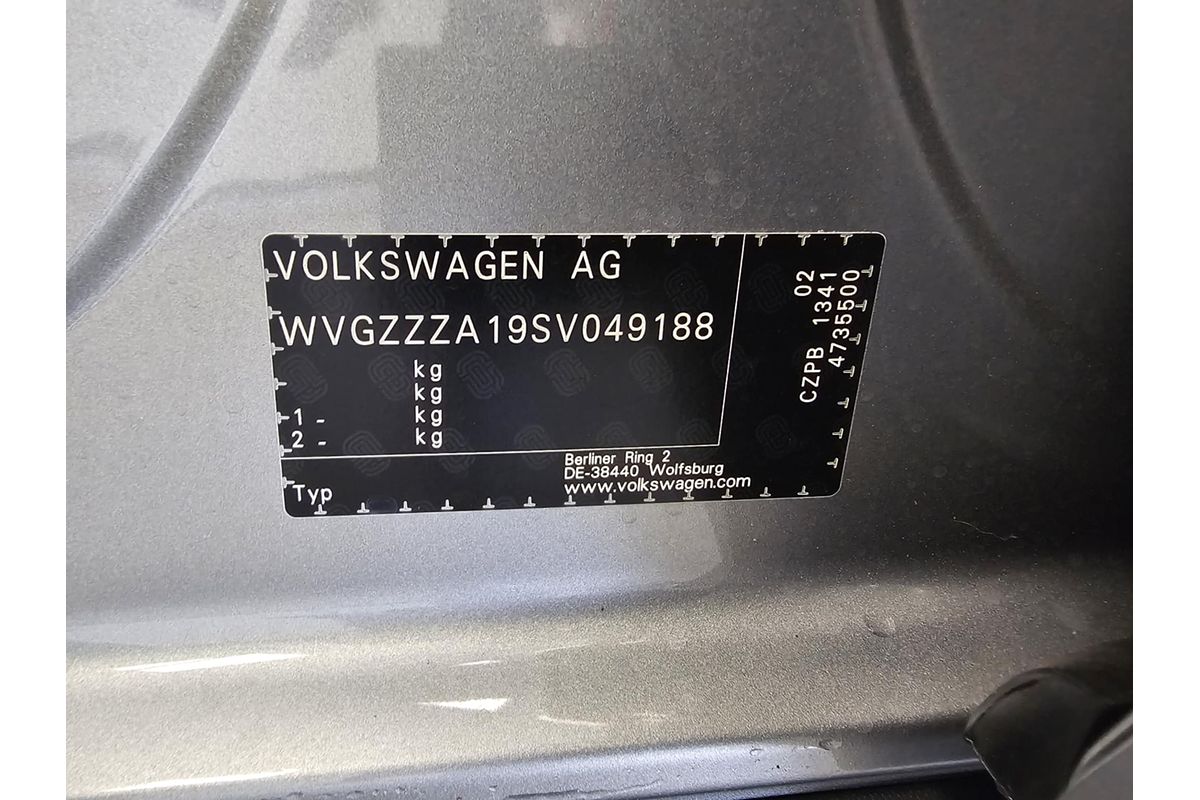 VOLKSWAGEN AG
WVGZZZA19SV049188
kg
kg
1 - kg
2 - kg
Typ
Berliner Ring 2
DE-38440 Wolfsburg
www.volkswagen.com
02
CZPB 1341
4735500